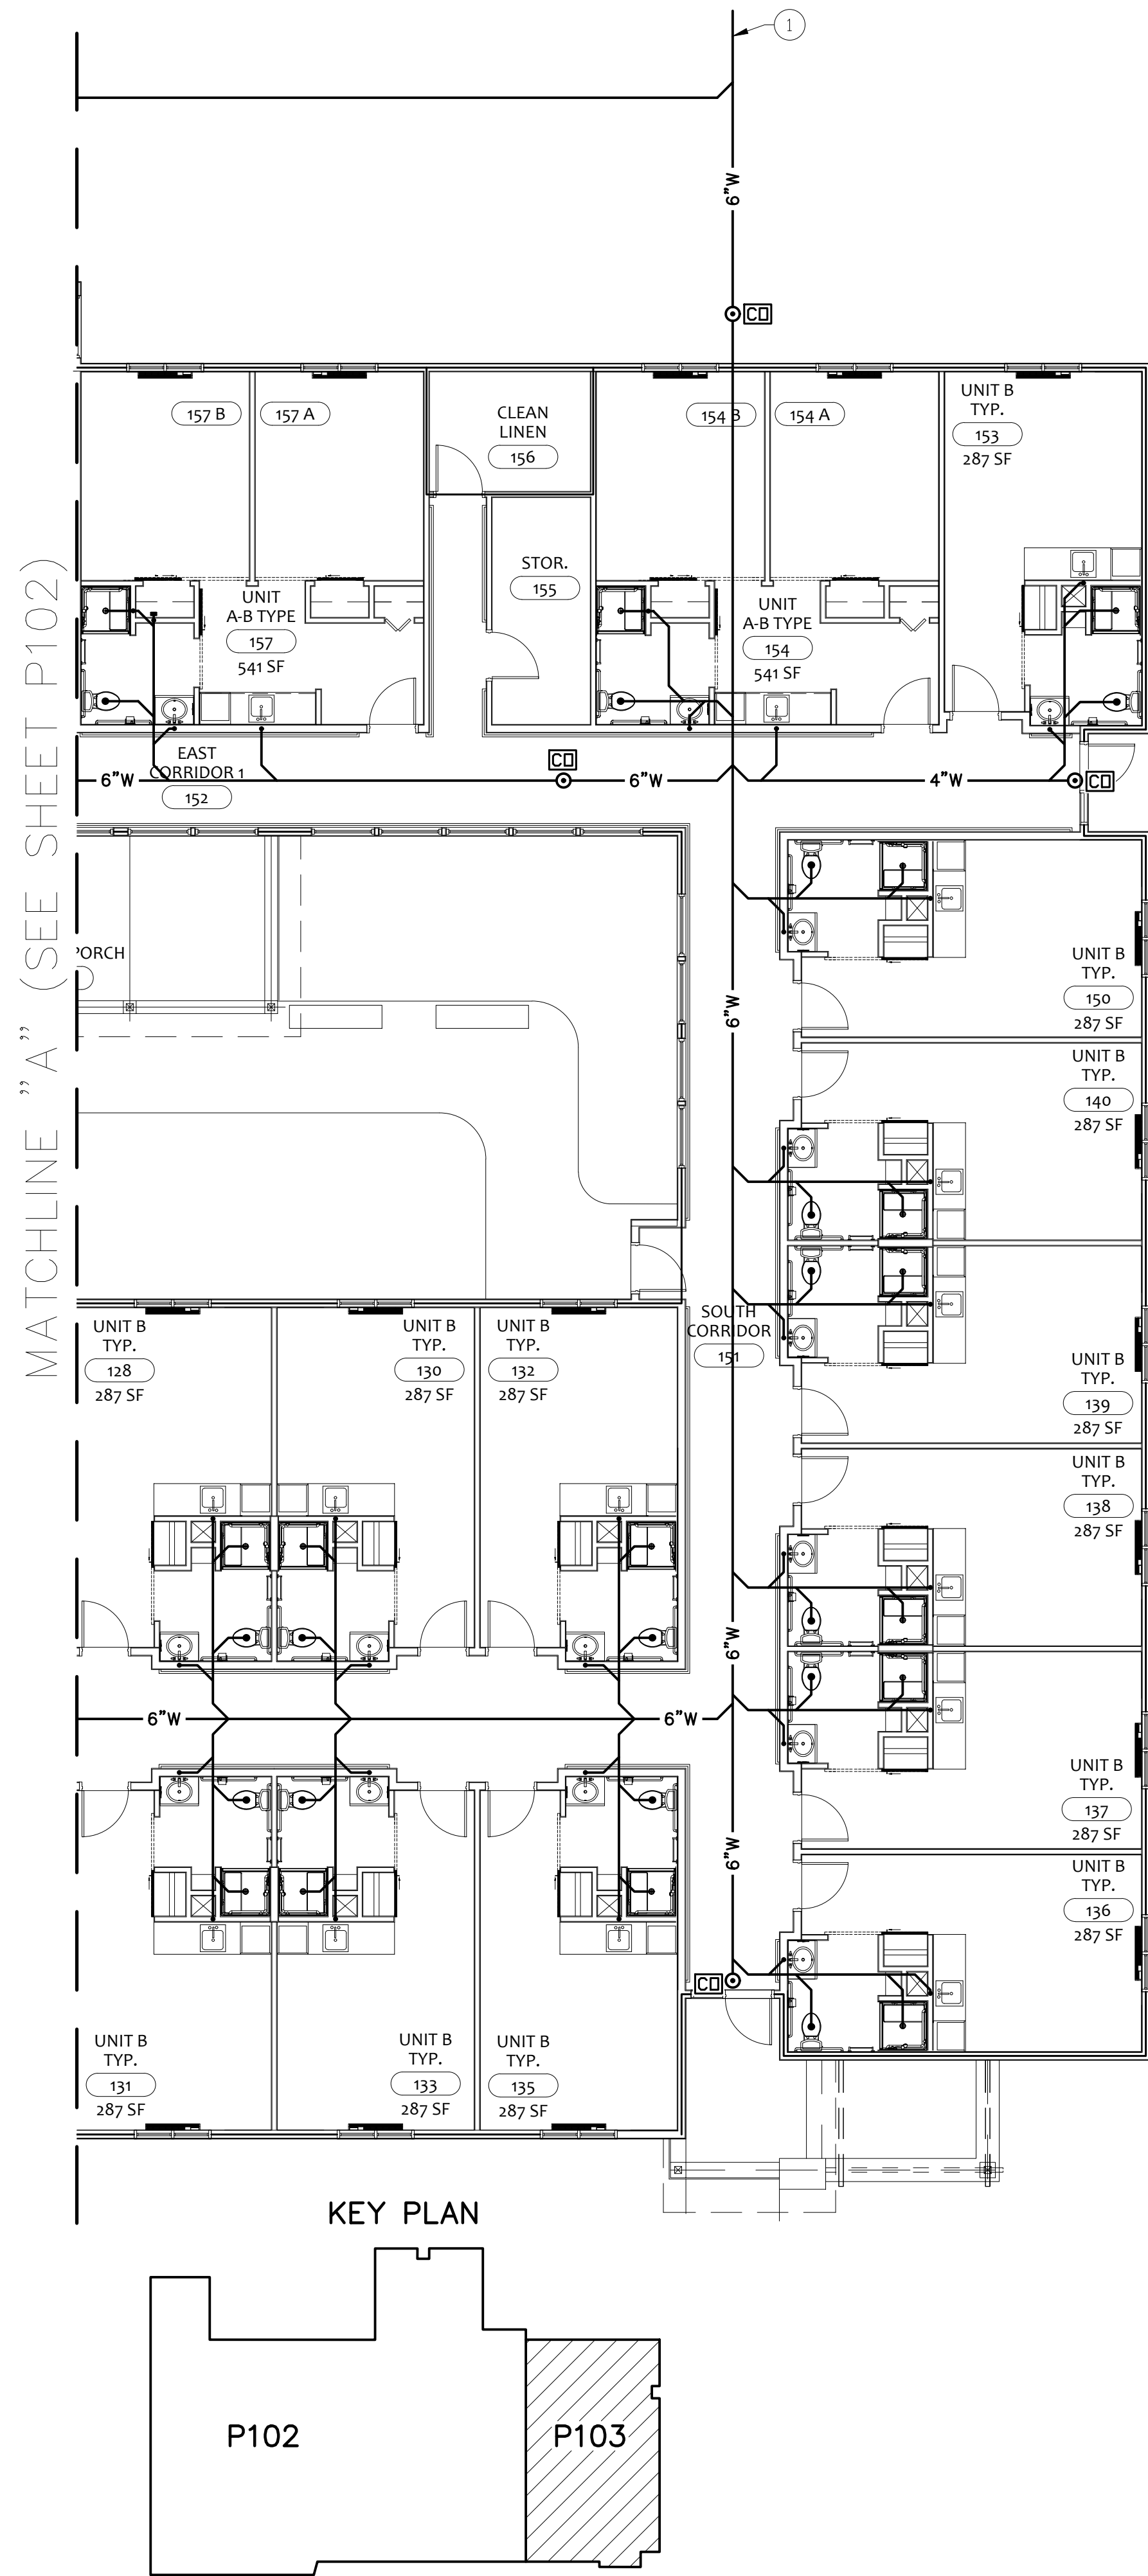 1
6"W
CO
MATCHLINE "A" (SEE SHEET P102)
157 B
157 A
CLEAN
LINEN
156
154 B
154 A
UNIT B
TYP.
153
287 SF
STOR.
155
UNIT
A-B TYPE
157
541 SF
UNIT
A-B TYPE
154
541 SF
EAST
CORRIDOR 1
152
6"W
CO
6"W
4"W
CO
PORCH
UNIT B
TYP.
150
287 SF
6"W
UNIT B
TYP.
140
287 SF
SOUTH
CORRIDOR
151
UNIT B
TYP.
128
287 SF
UNIT B
TYP.
130
287 SF
UNIT B
TYP.
132
287 SF
UNIT B
TYP.
139
287 SF
UNIT B
TYP.
138
287 SF
6"W
6"W
6"W
UNIT B
TYP.
137
287 SF
6"W
UNIT B
TYP.
136
287 SF
CO
UNIT B
TYP.
131
287 SF
UNIT B
TYP.
133
287 SF
UNIT B
TYP.
135
287 SF
KEY PLAN
P102
P103